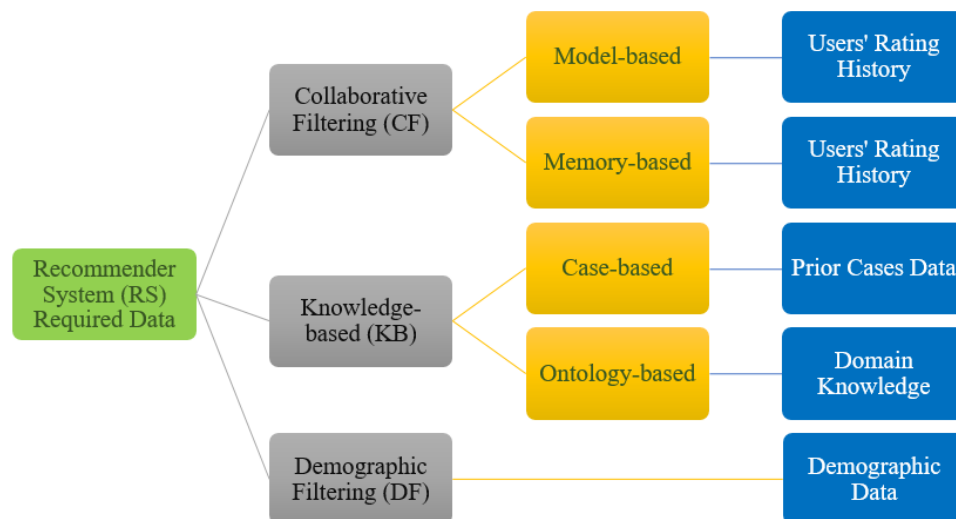 Recommender
System (RS)
Required Data
Collaborative
Filtering (CF)
Model-based
Users' Rating
History
Memory-based
Users' Rating
History
Knowledge-
based (KB)
Case-based
Prior Cases Data
Ontology-based
Domain
Knowledge
Demographic
Filtering (DF)
Demographic
Data